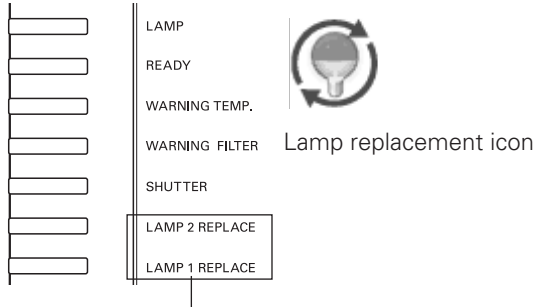 LAMP
READY
WARNING TEMP.
WARNING FILTER
Lamp replacement icon
SHUTTER
LAMP 2 REPLACE
LAMP 1 REPLACE